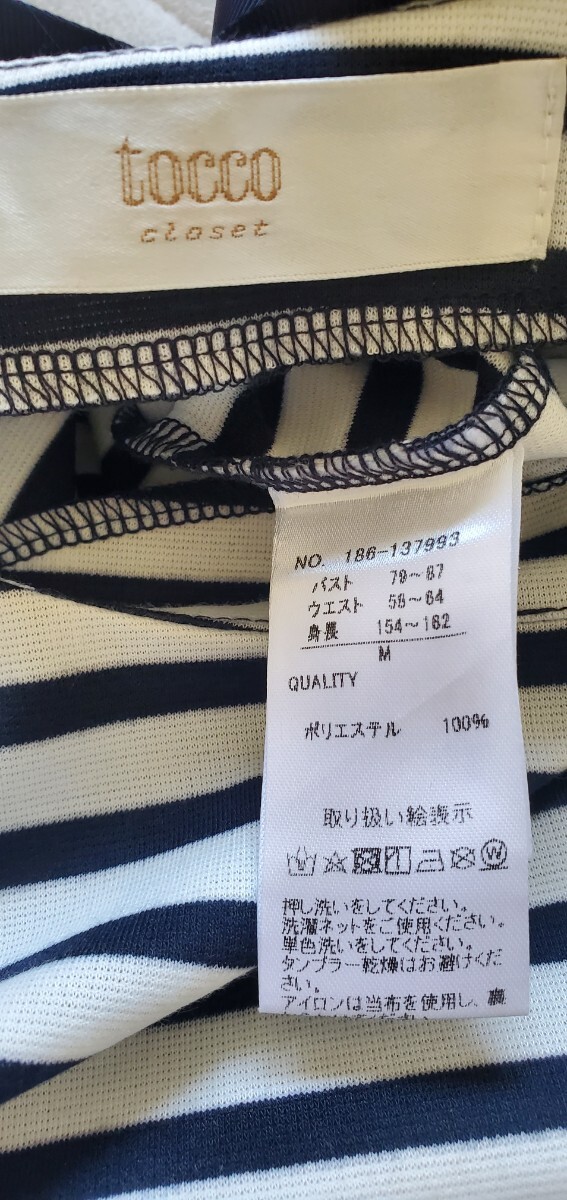 tocco
closet
NO. 186-137993
バスト 79~87
ウエスト 58~64
身長 154~162
M
QUALITY
ポリエステル 100%
取り扱い絵表示
押し洗いをしてください。
洗濯ネットをご使用ください。
単色洗いをしてください。
タンブラー乾燥はお避けくだ
さい。
アイロンは当布を使用し、裏